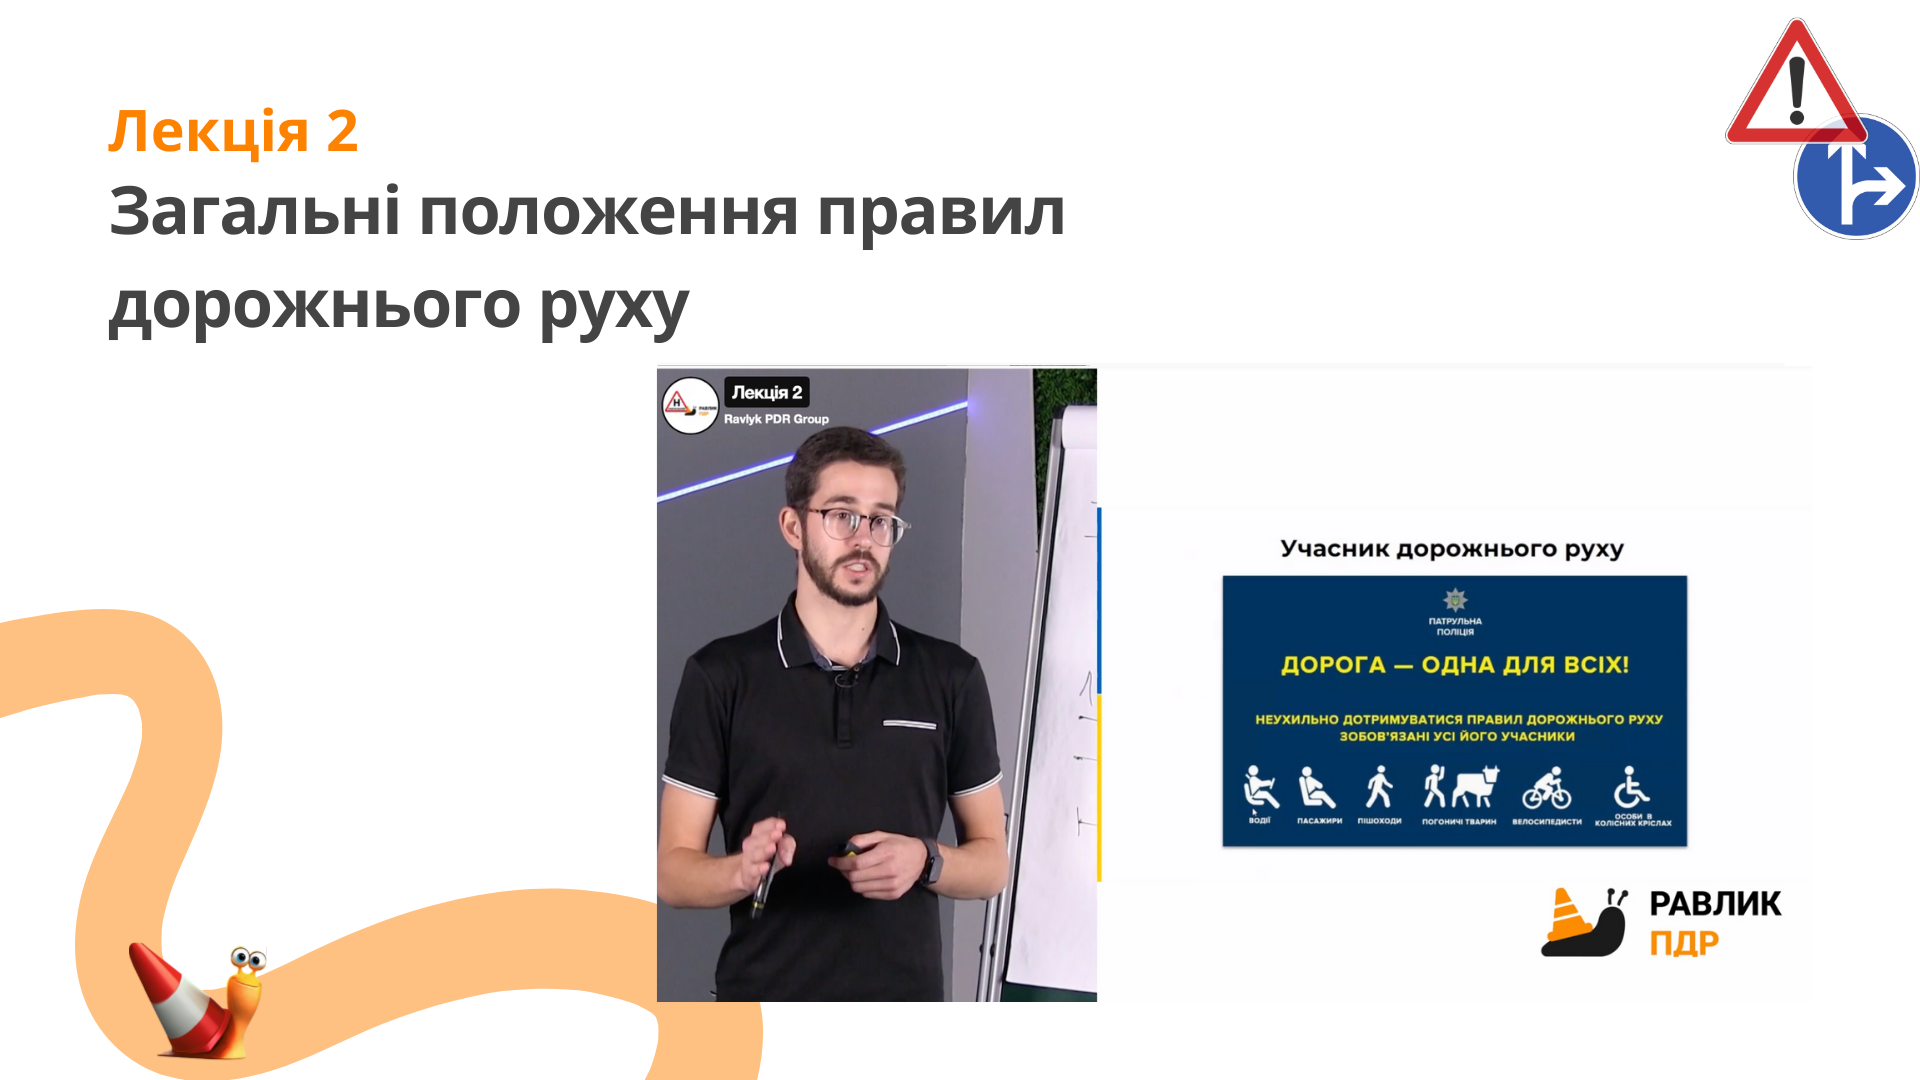 Лекція 2
Загальні положення правил
дорожнього руху
Лекція 2
Ravlyk PDR Group
Учасник дорожнього руху
ПАТРУЛЬНА
ПОЛІЦІЯ
ДОРОГА — ОДНА ДЛЯ ВСІХ!
НЕУХИЛЬНО ДОТРИМУВАТИСЯ ПРАВИЛ ДОРОЖНЬОГО РУХУ
ЗОБОВ'ЯЗАНІ УСІ ЙОГО УЧАСНИКИ
ВОДІЇ
ПАСАЖИРИ
ПІШОХОДИ
ПОГОНИЧІ ТВАРИН
ВЕЛОСИПЕДИСТИ
ОСОБИ В
КОЛІСНИХ КРІСЛАХ
РАВЛИК
ПДР